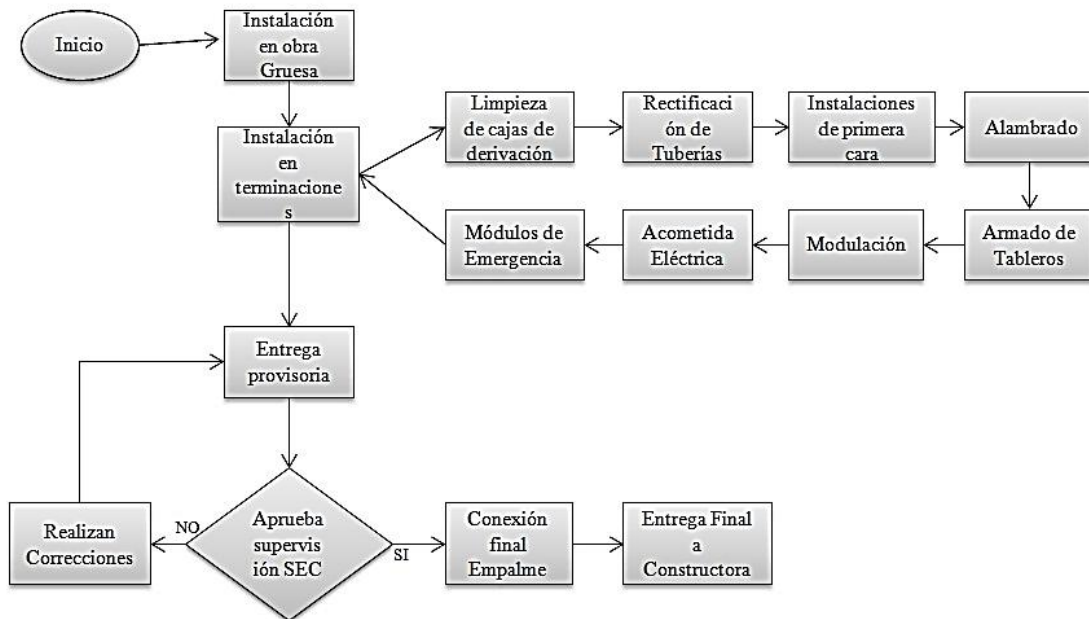 Inicio
Instalación
en obra
Gruesa
Instalación
en
terminacione
s
Limpieza
de cajas de
derivación
Rectificaci
ón de
Tuberías
Instalaciones
de primera
cara
Alambrado
Armado de
Tableros
Modulación
Acometida
Eléctrica
Módulos de
Emergencia
Entrega
provisoria
Aprueba
supervis
ión SEC
NO
Realizan
Correcciones
SI
Conexión
final
Empalme
Entrega Final
a
Constructora